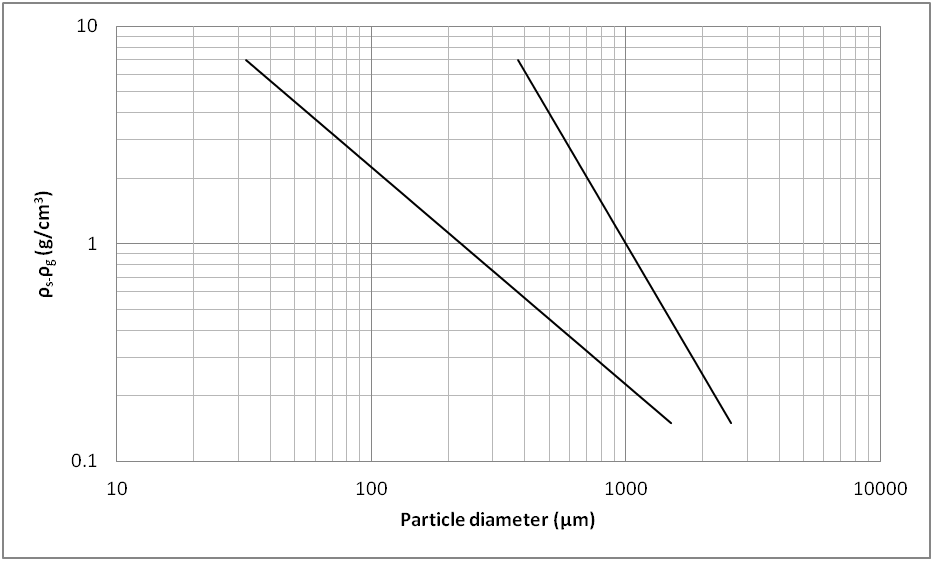 10
1
0.1
10 100 1000 10000
ρs-ρg (g/cm³)
Particle diameter (μm)